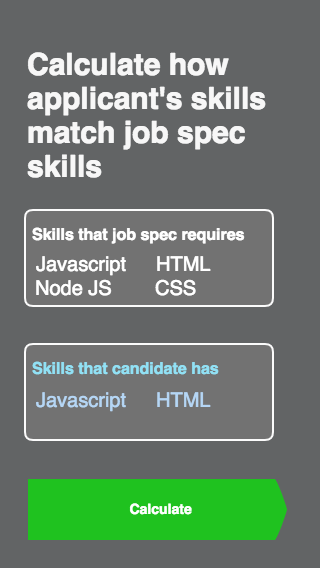 Calculate how
applicant's skills
match job spec
skills
Skills that job spec requires
Javascript HTML
Node JS CSS
Skills that candidate has
Javascript HTML
Calculate